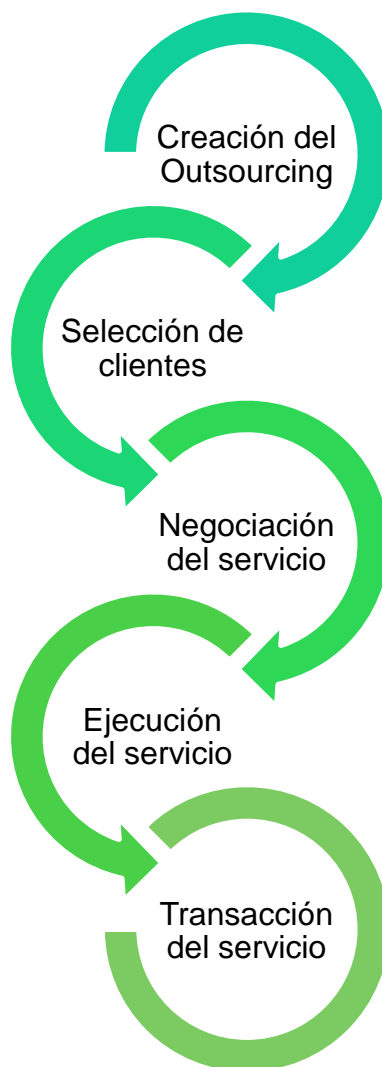 Creación del
Outsourcing
Selección de
clientes
Negociación
del servicio
Ejecución
del servicio
Transacción
del servicio